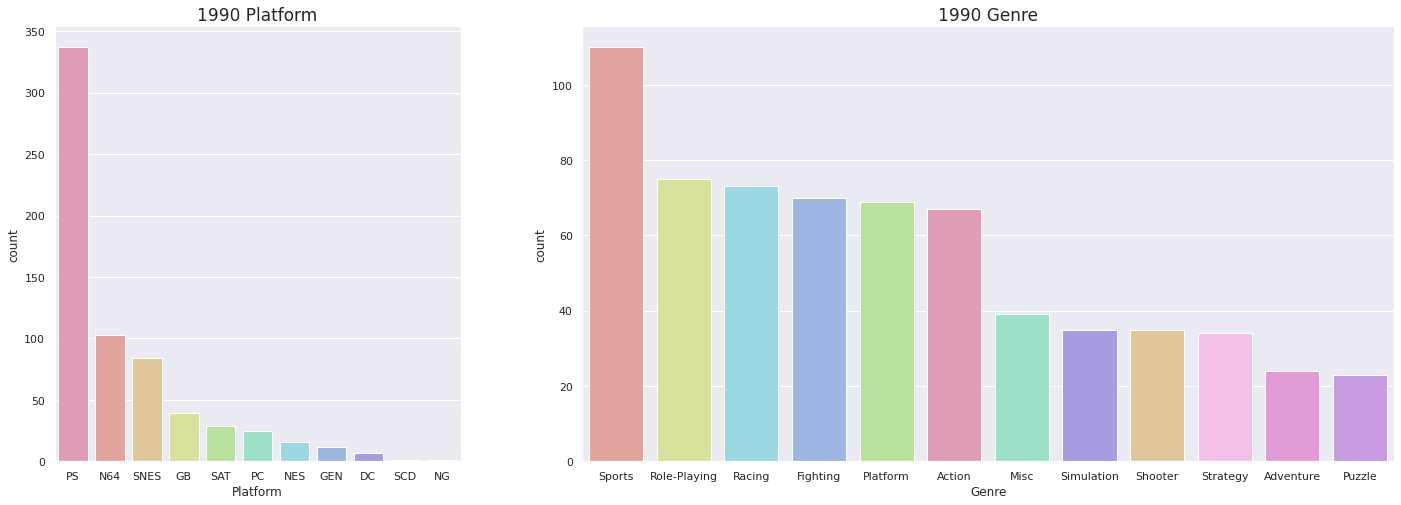 1990 Platform
350
300
250
200
150
100
50
0
count
PS N64 SNES GB SAT PC NES GEN DC SCD NG
Platform
1990 Genre
100
80
60
40
20
0
count
Sports Role-Playing Racing Fighting Platform Action Misc Simulation Shooter Strategy Adventure Puzzle
Genre